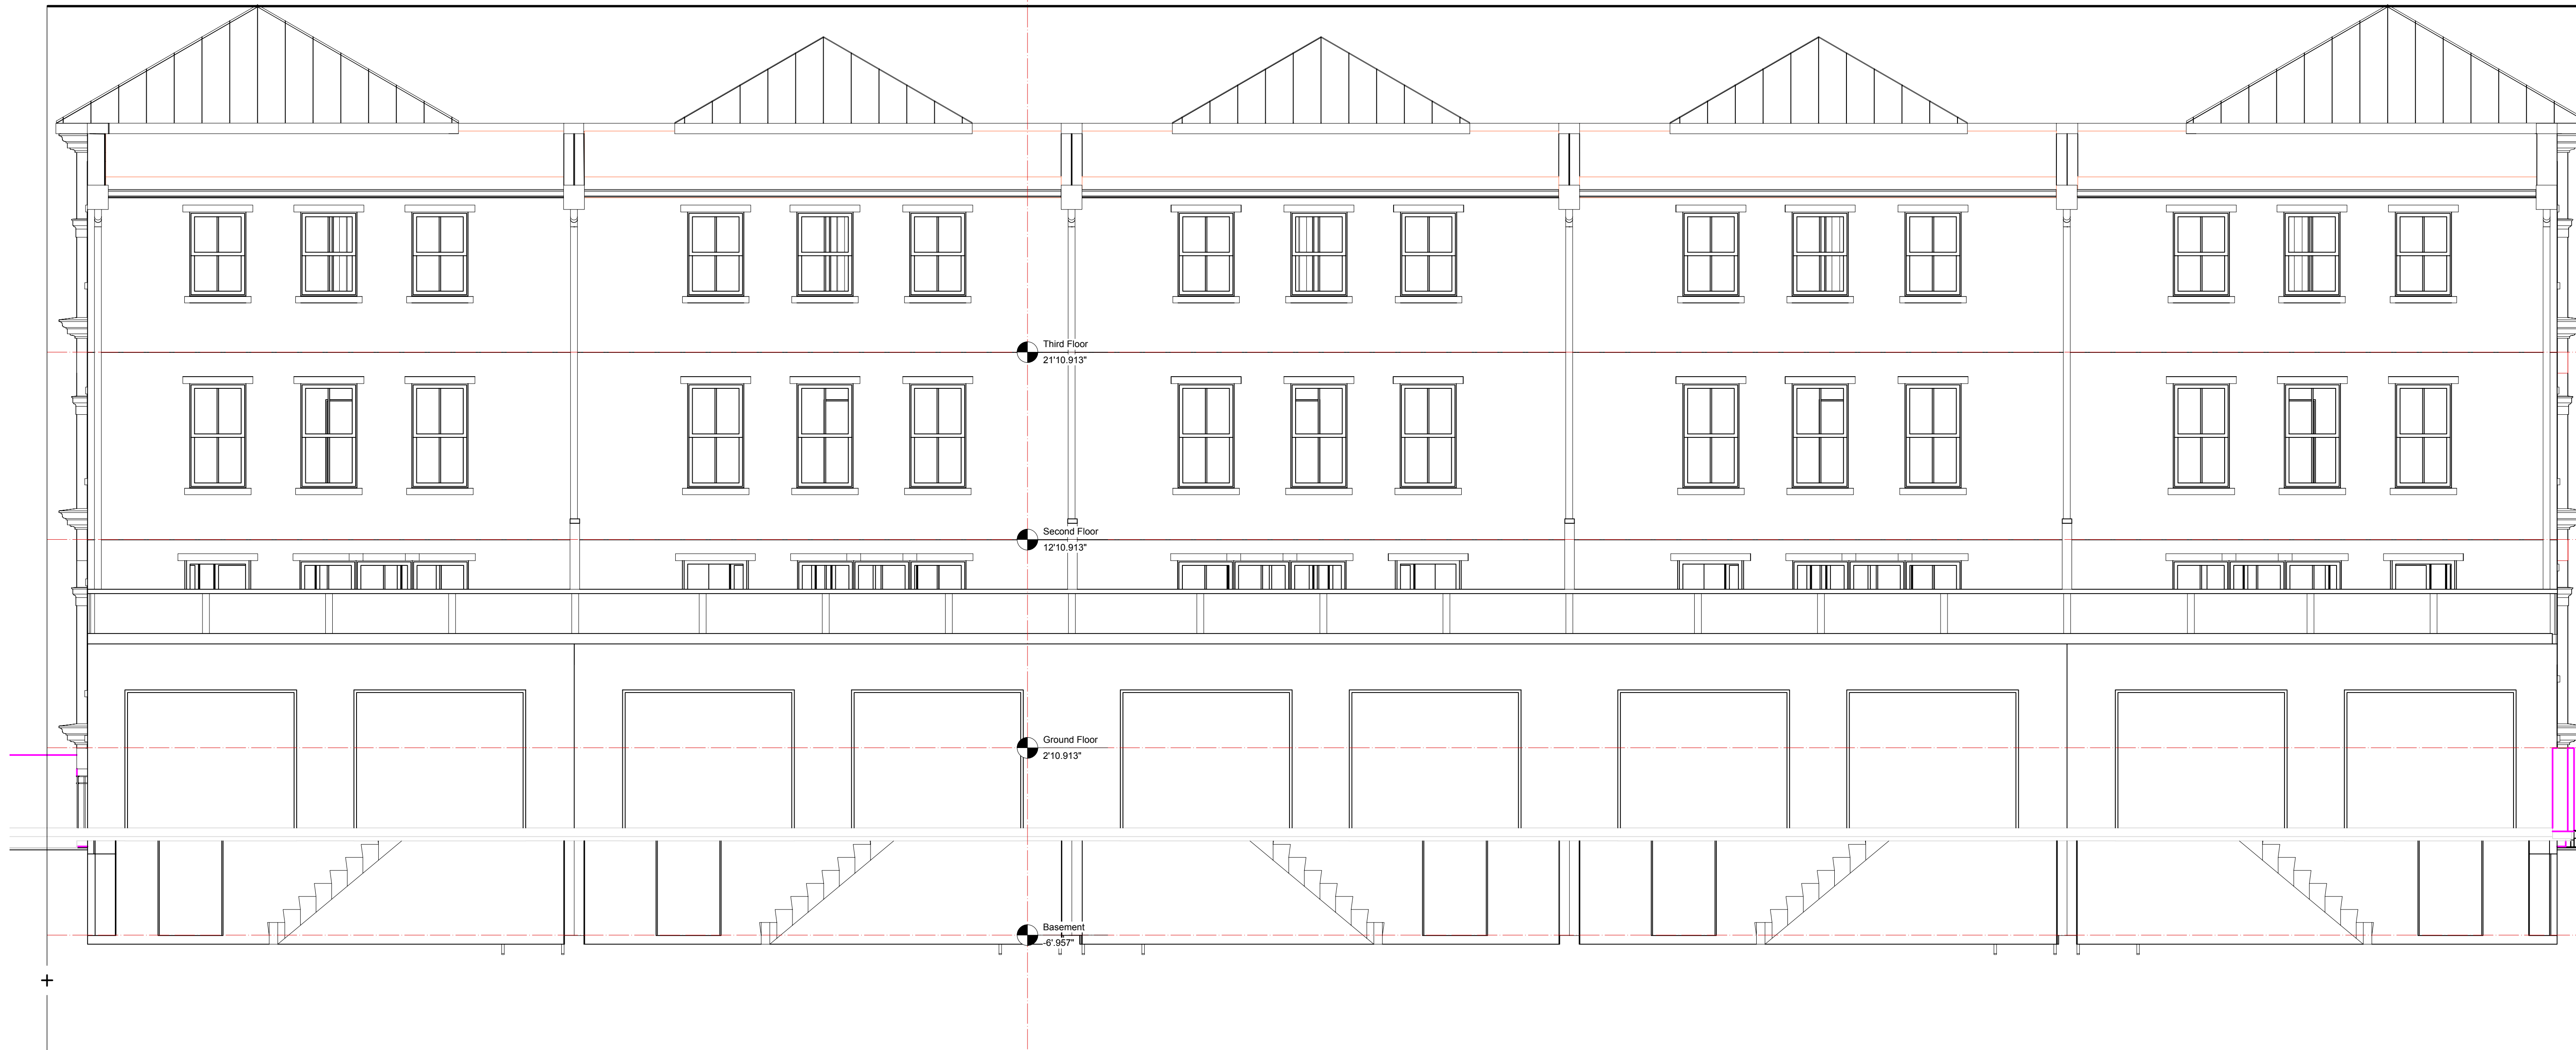 Third Floor
21'10.913"
Second Floor
12'10.913"
Ground Floor
2'10.913"
Basement
-6'.957"